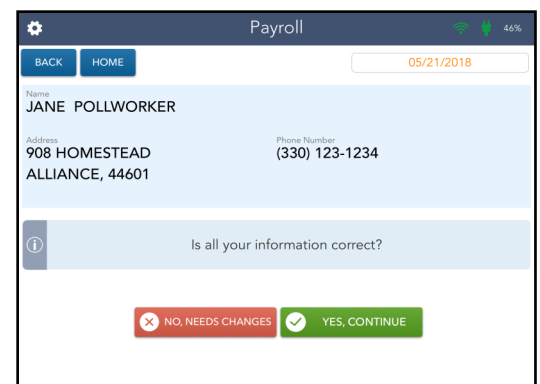 Payroll
46%
BACK
HOME
05/21/2018
Name
JANE POLLWORKER
Address
Phone Number
908 HOMESTEAD
(330) 123-1234
ALLIANCE, 44601
Is all your information correct?
NO, NEEDS CHANGES
YES, CONTINUE